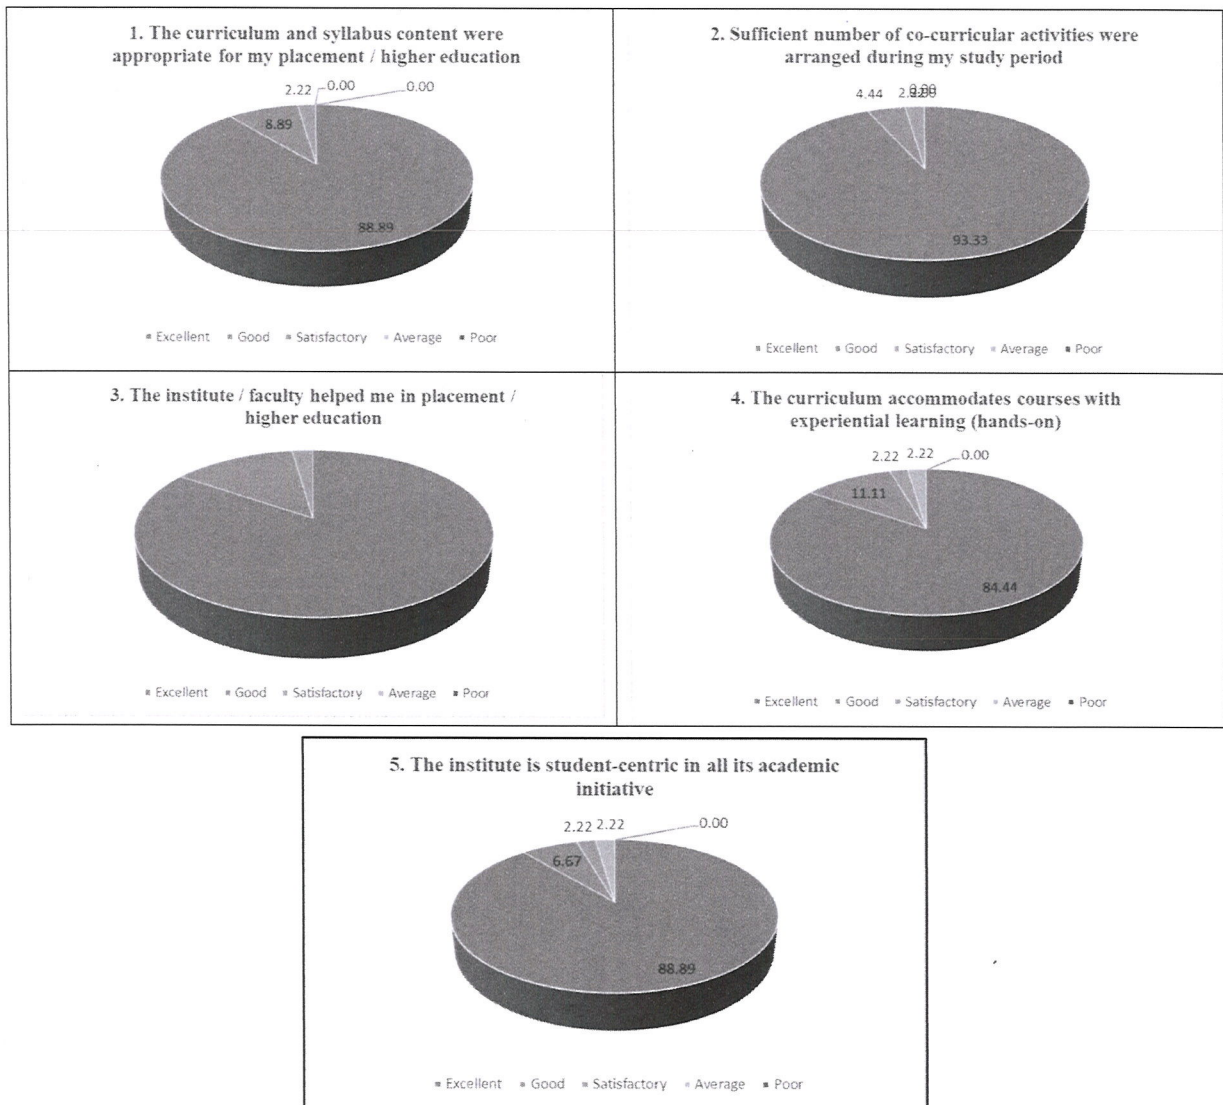 1. The curriculum and syllabus content were
appropriate for my placement / higher education
2.22 0.00 0.00
8.89
88.89
Excellent Good Satisfactory Average Poor
2. Sufficient number of co-curricular activities were
arranged during my study period
4.44
93.33
Excellent Good Satisfactory Average Poor
3. The institute / faculty helped me in placement /
higher education
Excellent Good Satisfactory Average Poor
4. The curriculum accommodates courses with
experiential learning (hands-on)
2.22 2.22 0.00
11.11
84.44
Excellent Good Satisfactory Average Poor
5. The institute is student-centric in all its academic
initiative
2.22 2.22 0.00
6.67
88.89
Excellent Good Satisfactory Average Poor